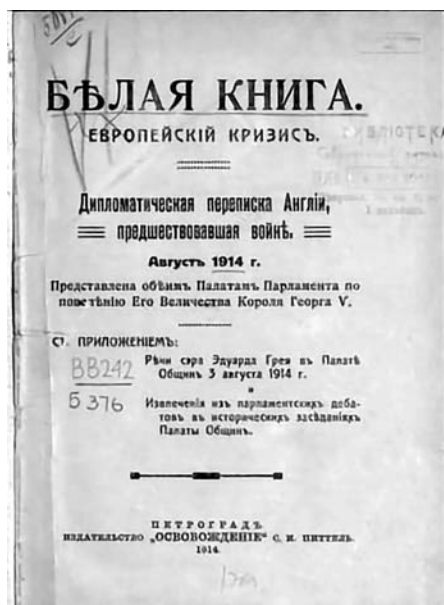 БѢЛАЯ КНИГА.
ЕВРОПЕЙСКІЙ КРИЗИСЪ.
БИБЛІОТЕКА
Дипломатическая переписка Англіи,
предшествовавшая войнѣ.
Августъ 1914 г.
Представлена обѣимъ Палатамъ Парламента по
повелѣнію Его Величества Короля Георга V.
ПРИЛОЖЕНІЕМЪ:
Рѣчи сэра Эдуарда Грея въ Палатѣ
Общинъ 3 августа 1914 г.
и
Извлеченія изъ парламентскихъ деба-
товъ въ историческихъ засѣданіяхъ
Палаты Общинъ.
ВВ242
5376
ПЕТРОГРАДЪ.
ИЗДАТЕЛЬСТВО „ОСВОБОЖДЕНІЕ“ С. И. ПИТТЕЛЬ.
1914.